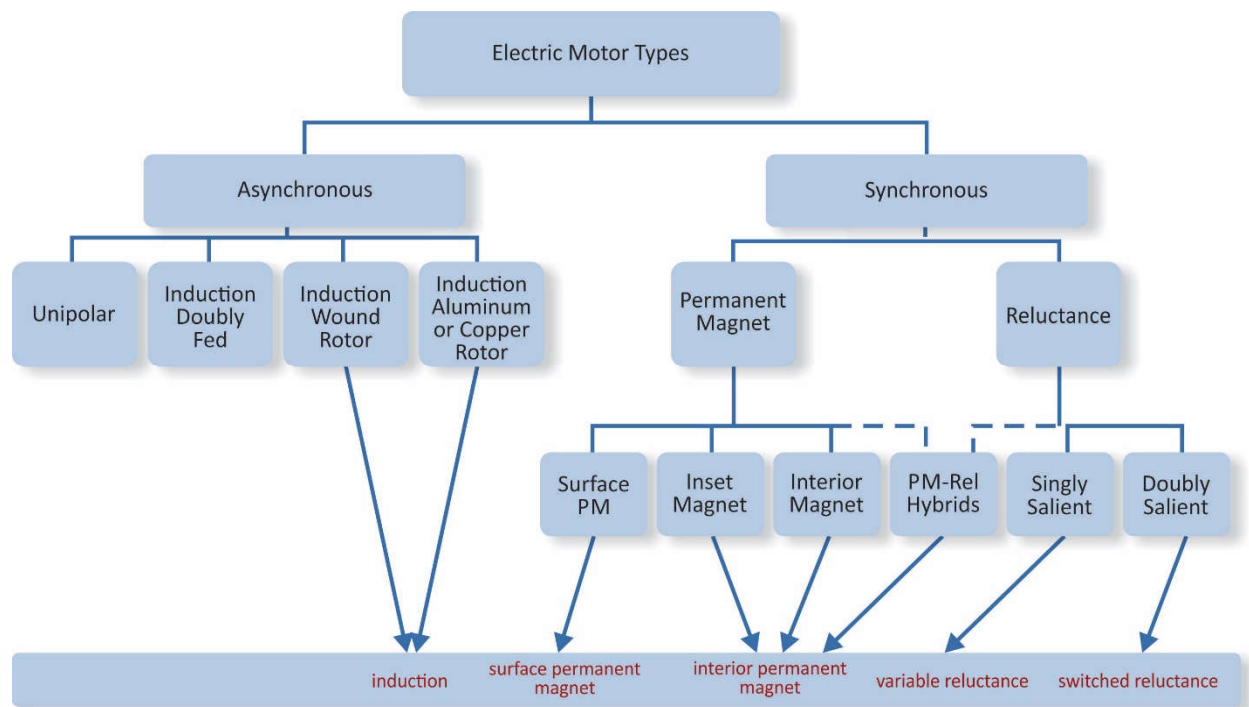 Electric Motor Types
Asynchronous
Synchronous
Unipolar
Induction
Doubly
Fed
Induction
Wound
Rotor
Induction
Aluminum
or Copper
Rotor
Permanent
Magnet
Reluctance
Surface
PM
Inset
Magnet
Interior
Magnet
PM-Rel
Hybrids
Singly
Salient
Doubly
Salient
induction
surface permanent
magnet
interior permanent
magnet
variable reluctance
switched reluctance